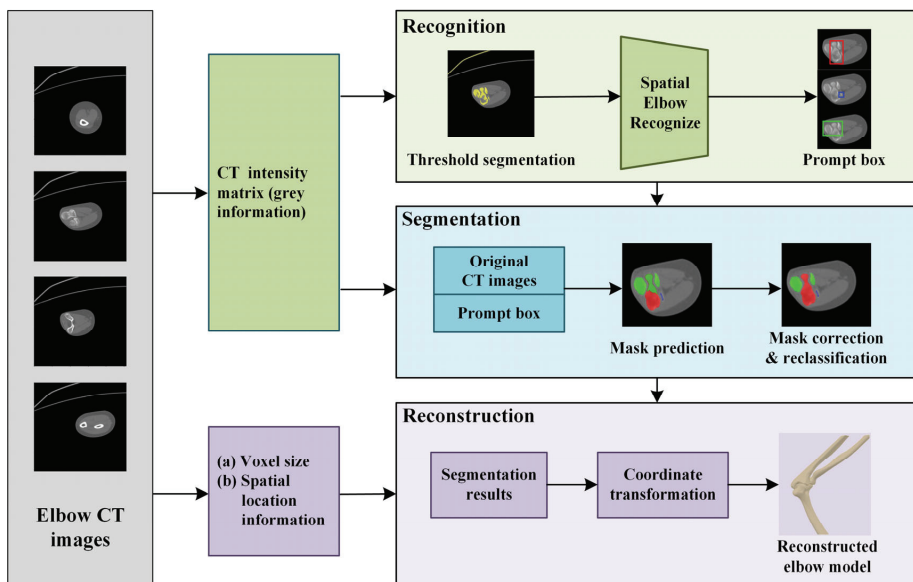 Elbow CT
images
CT intensity
matrix (grey
information)
(a) Voxel size
(b) Spatial
location
information
Recognition
Threshold segmentation
Spatial
Elbow
Recognize
Prompt box
Segmentation
Original
CT images
Prompt box
Mask prediction
Mask correction
& reclassification
Reconstruction
Segmentation
results
Coordinate
transformation
Reconstructed
elbow model